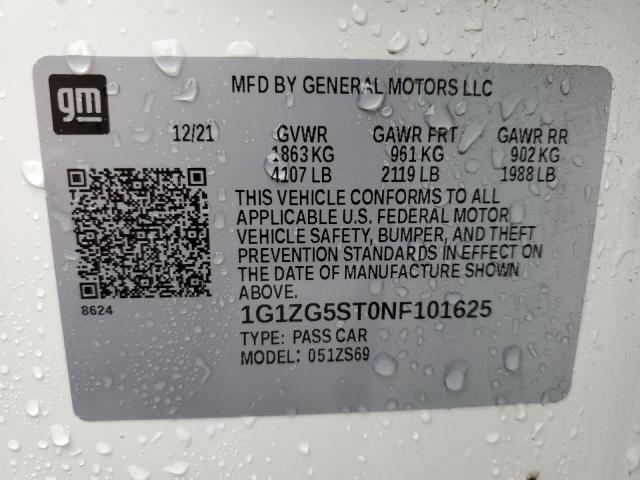 gm
MFD BY GENERAL MOTORS LLC
12/21 GVWR GAWR FRT GAWR RR
1863 KG 961 KG 902 KG
4107 LB 2119 LB 1988 LB
THIS VEHICLE CONFORMS TO ALL
APPLICABLE U.S. FEDERAL MOTOR
VEHICLE SAFETY, BUMPER, AND THEFT
PREVENTION STANDARDS IN EFFECT ON
THE DATE OF MANUFACTURE SHOWN
ABOVE.
8624
1G1ZG5ST0NF101625
TYPE: PASS CAR
MODEL: 051ZS69